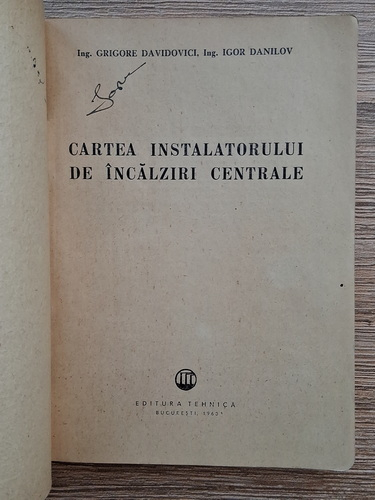 Ing. GRIGORE DAVIDOVICI, Ing. IGOR DANILOV
CARTEA INSTALATORULUI
DE ÎNCĂLZIRI CENTRALE
EDITURA TEHNICĂ
BUCUREȘTI,